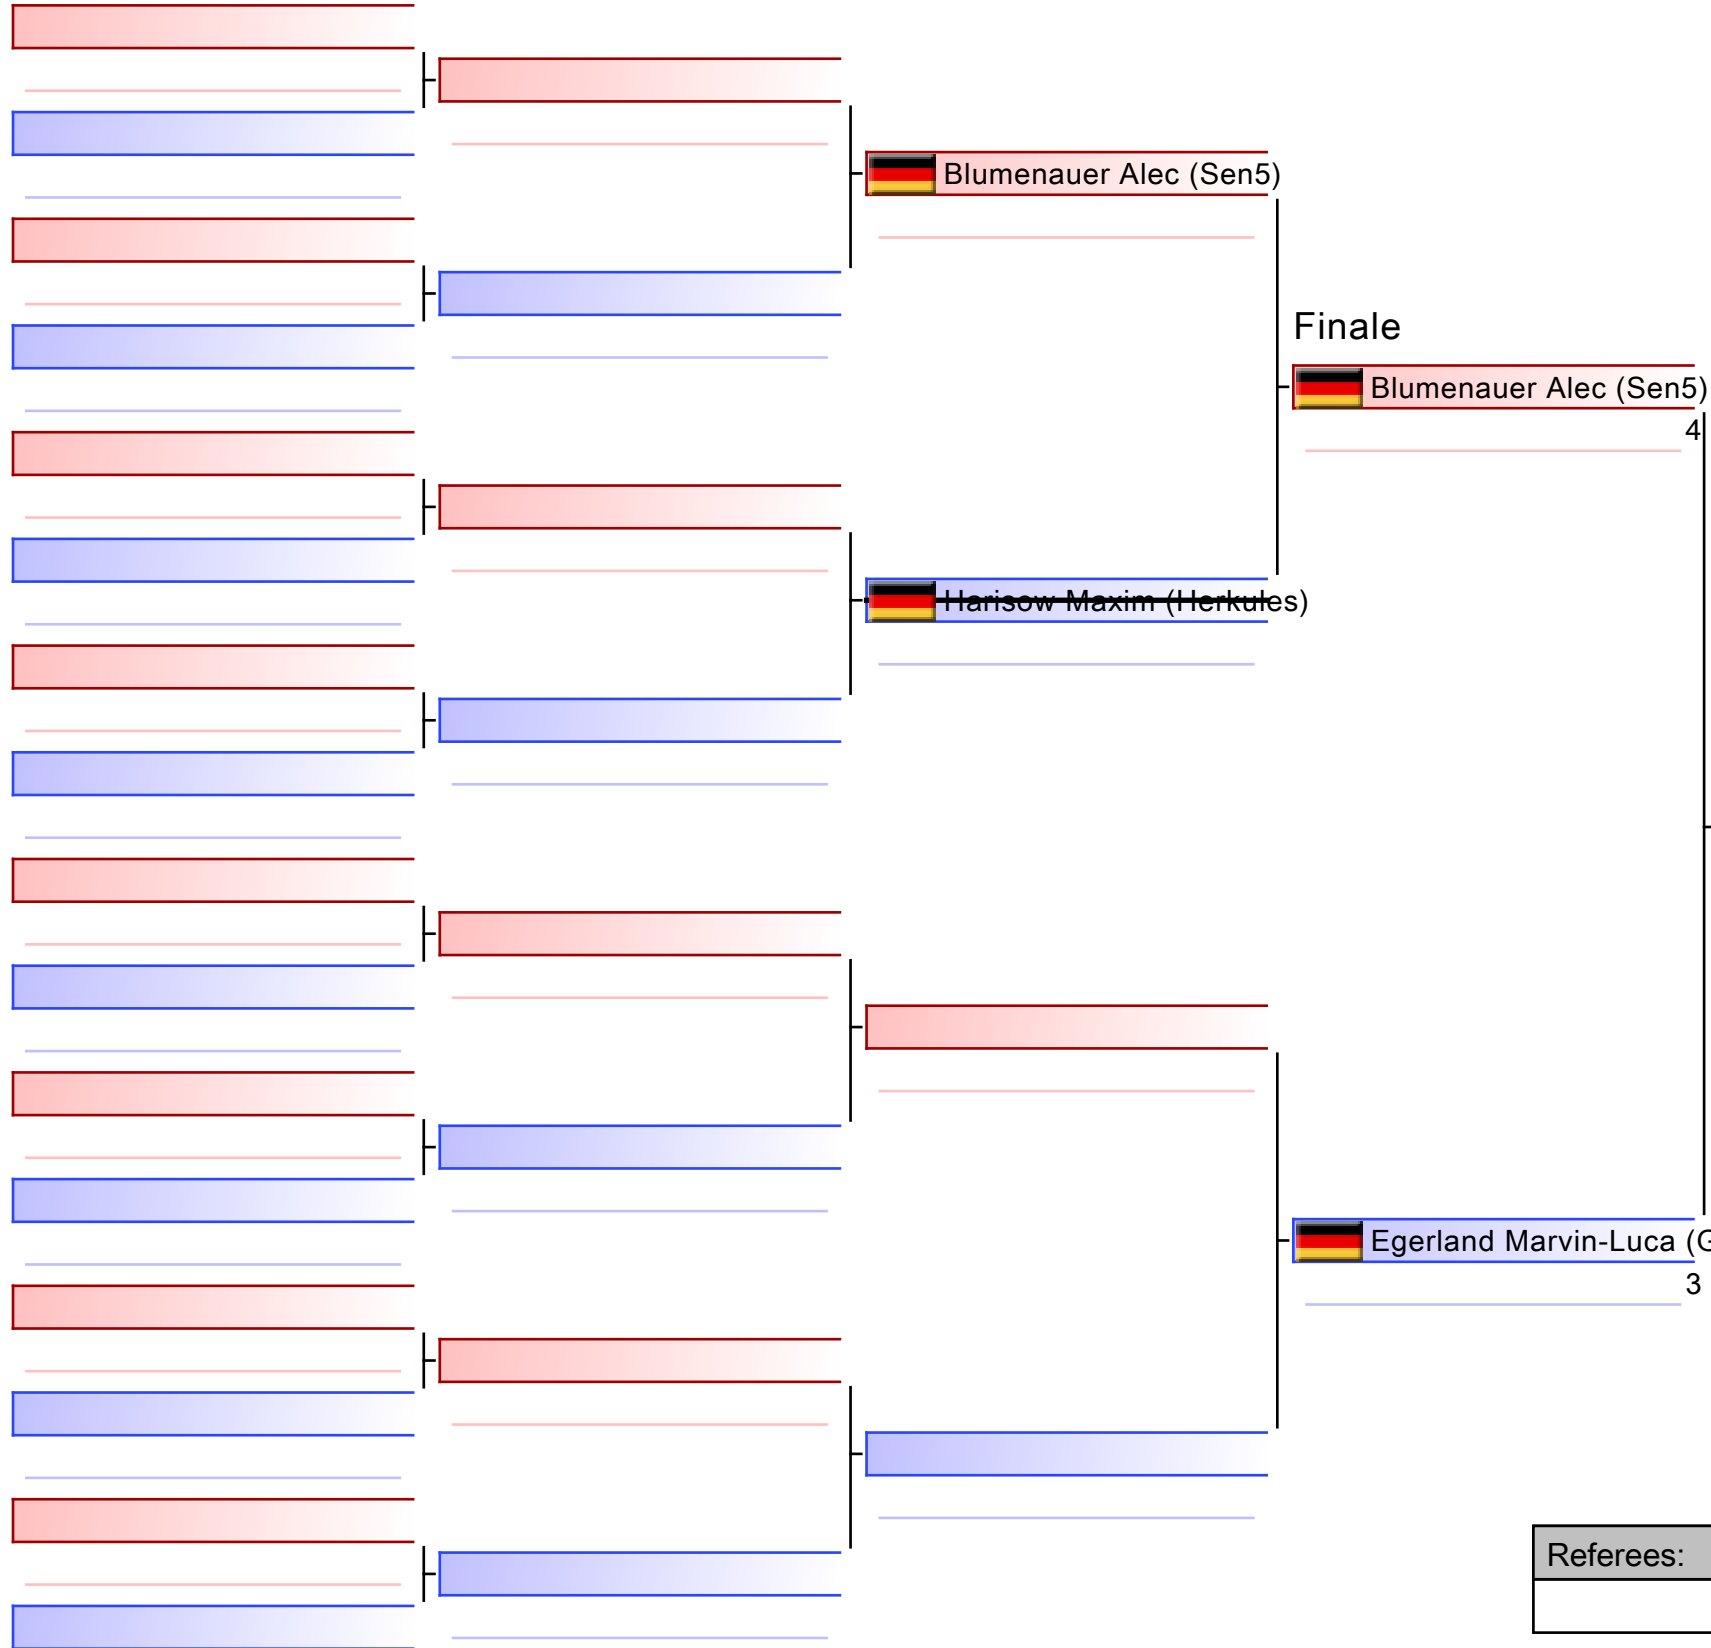 Blumenauer Alec (Sen5)
Finale
Blumenauer Alec (Sen5)
4
Harisow Maxim (Herkules)
Egerland Marvin-Luca (G
3
Referees: